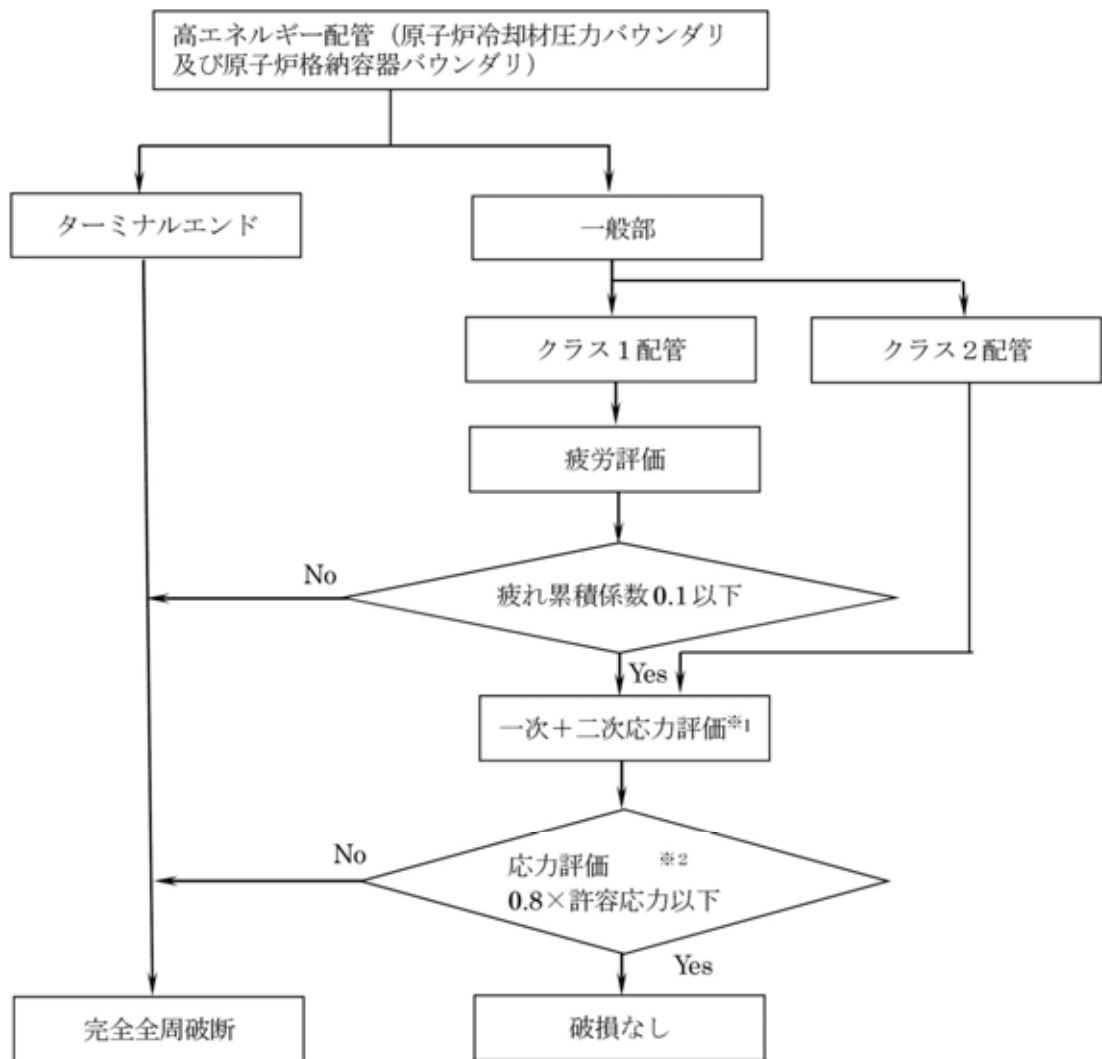 高エネルギー配管（原子炉冷却材圧力バウンダリ
及び原子炉格納容器バウンダリ）
ターミナルエンド
一般部
クラス１配管
クラス２配管
疲労評価
No
疲れ累積係数 0.1 以下
Yes
一次＋二次応力評価※1
No
応力評価 ※2
0.8×許容応力以下
Yes
完全全周破断
破損なし